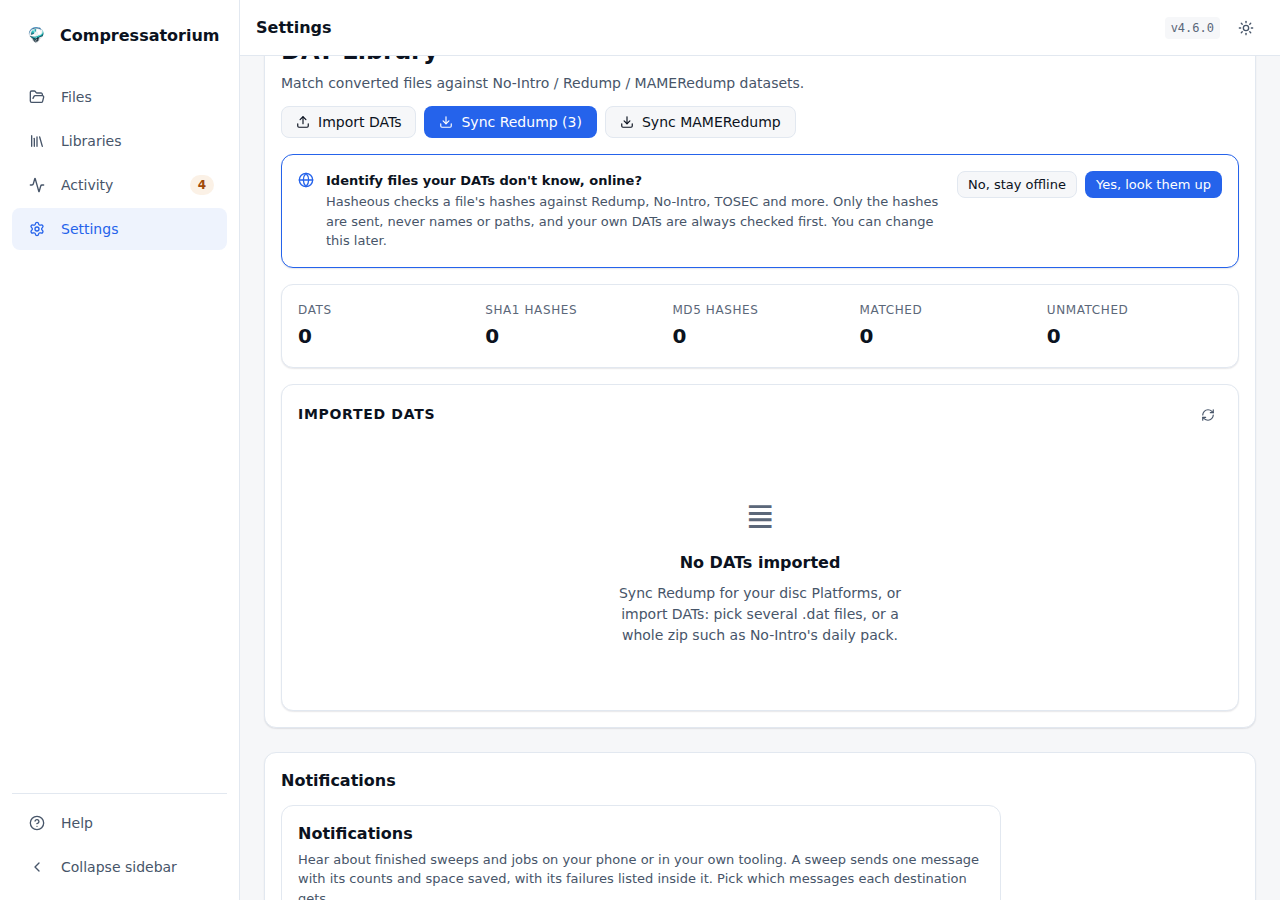 Compressatorium
Settings
v4.6.0
Files
Libraries
Activity
4
Settings
Help
Collapse sidebar
DAT Library
Match converted files against No-Intro / Redump / MAMERedump datasets.
Import DATs
Sync Redump (3)
Sync MAMERedump
Identify files your DATs don't know, online?
Hasheous checks a file's hashes against Redump, No-Intro, TOSEC and more. Only the hashes
are sent, never names or paths, and your own DATs are always checked first. You can change
this later.
No, stay offline
Yes, look them up
DATS
0
SHA1 HASHES
0
MD5 HASHES
0
MATCHED
0
UNMATCHED
0
IMPORTED DATS
No DATs imported
Sync Redump for your disc Platforms, or
import DATs: pick several .dat files, or a
whole zip such as No-Intro's daily pack.
Notifications
Notifications
Hear about finished sweeps and jobs on your phone or in your own tooling. A sweep sends one message
with its counts and space saved, with its failures listed inside it. Pick which messages each destination
gets.